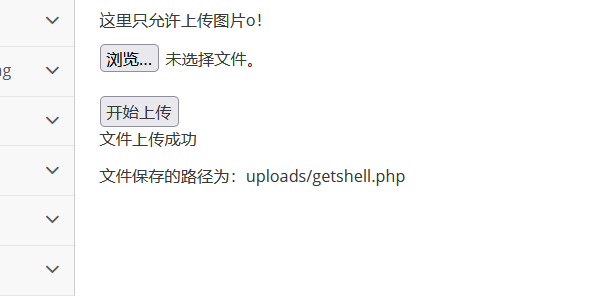 这里只允许上传图片o！
ng
浏览... 未选择文件。
开始上传
文件上传成功
文件保存的路径为：uploads/getshell.php